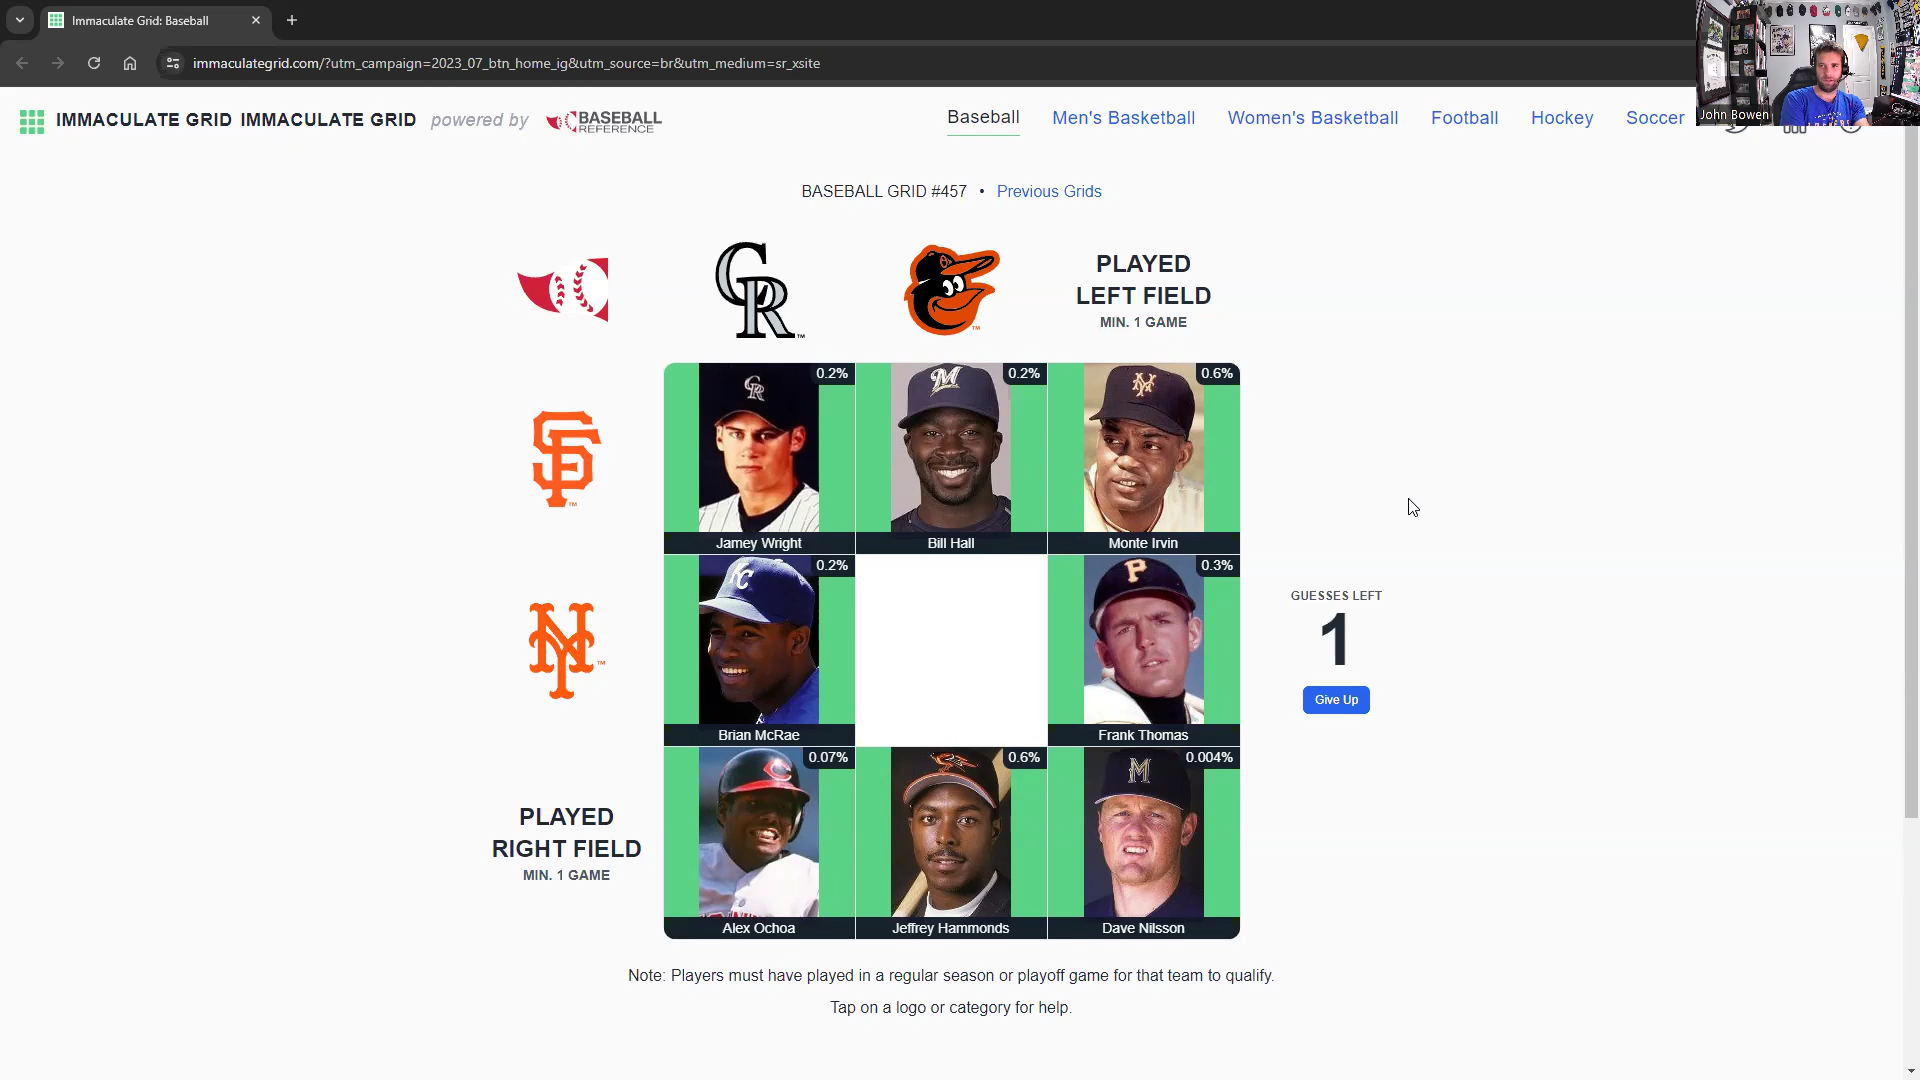 Immaculate Grid: Baseball
immaculategrid.com/?utm_campaign=2023_07_btn_home_ig&utm_source=br&utm_medium=sr_xsite
John Bowen
IMMACULATE GRID IMMACULATE GRID powered by BASEBALL REFERENCE
Baseball Men's Basketball Women's Basketball Football Hockey Soccer
BASEBALL GRID #457 • Previous Grids
CR
PLAYED
LEFT FIELD
MIN. 1 GAME
SF
0.2% 0.2% 0.6%
Jamey Wright Bill Hall Monte Irvin
NY
0.2% 0.3%
Brian McRae Frank Thomas
GUESSES LEFT
1
Give Up
PLAYED
RIGHT FIELD
MIN. 1 GAME
0.07% 0.6% 0.004%
Alex Ochoa Jeffrey Hammonds Dave Nilsson
Note: Players must have played in a regular season or playoff game for that team to qualify.
Tap on a logo or category for help.